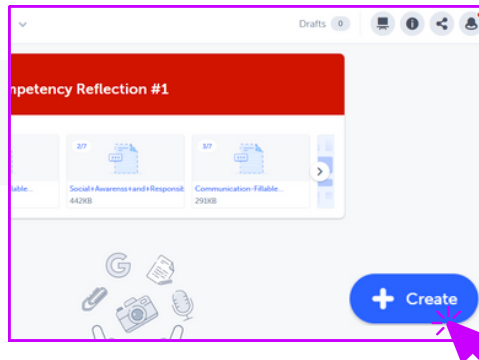 Drafts 0
mpetency Reflection #1
2/7
3/7
llable...
Social+Awarenss+and+Responsit
Communication-Fillable...
442KB
291KB
G
Create